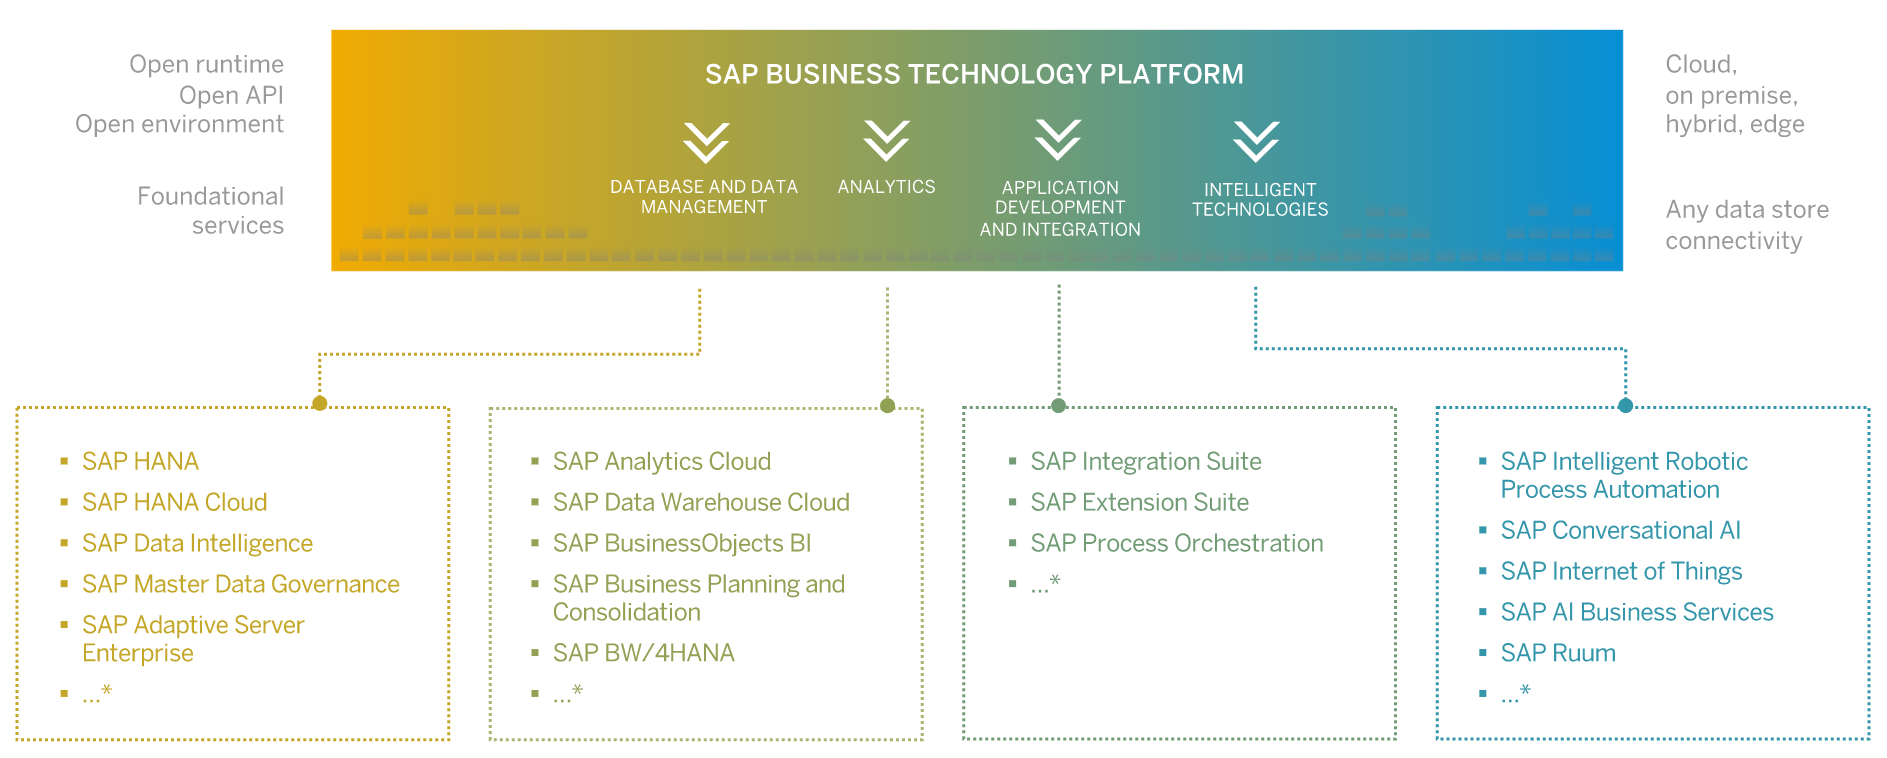 Open runtime
Open API
Open environment
Foundational
services
SAP BUSINESS TECHNOLOGY PLATFORM
DATABASE AND DATA
MANAGEMENT
ANALYTICS
APPLICATION
DEVELOPMENT
AND INTEGRATION
INTELLIGENT
TECHNOLOGIES
Cloud,
on premise,
hybrid, edge
Any data store
connectivity
▪ SAP HANA
▪ SAP HANA Cloud
▪ SAP Data Intelligence
▪ SAP Master Data Governance
▪ SAP Adaptive Server
Enterprise
▪ ...*
▪ SAP Analytics Cloud
▪ SAP Data Warehouse Cloud
▪ SAP BusinessObjects BI
▪ SAP Business Planning and
Consolidation
▪ SAP BW/4HANA
▪ ...*
▪ SAP Integration Suite
▪ SAP Extension Suite
▪ SAP Process Orchestration
▪ ...*
▪ SAP Intelligent Robotic
Process Automation
▪ SAP Conversational AI
▪ SAP Internet of Things
▪ SAP AI Business Services
▪ SAP Ruum
▪ ...*